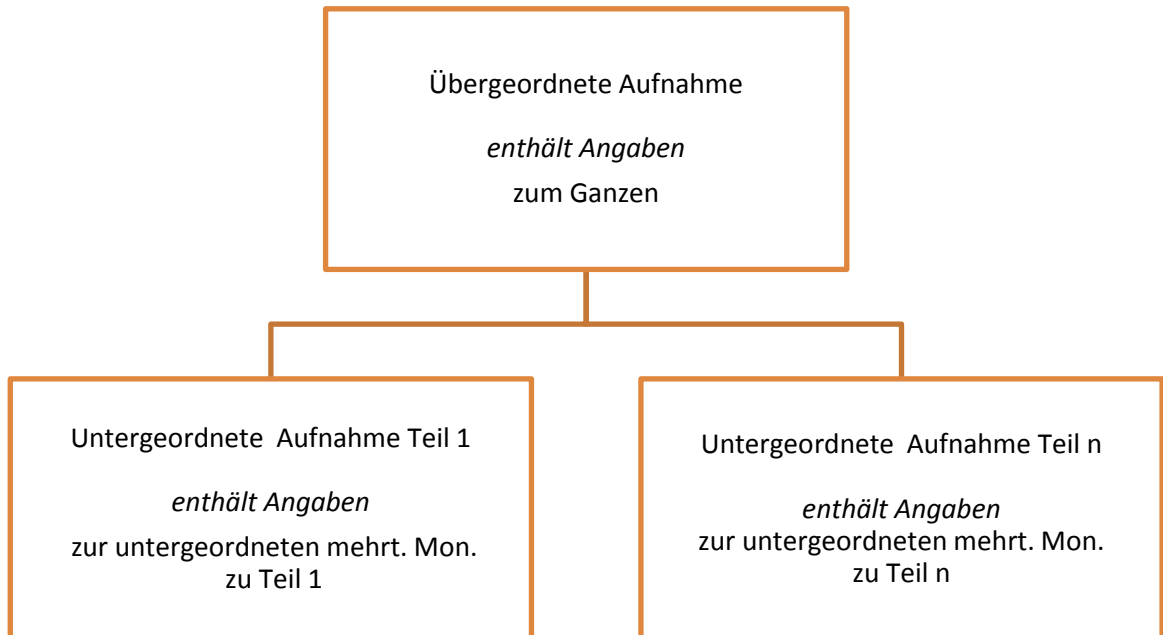 Übergeordnete Aufnahme
enthält Angaben
zum Ganzen
Untergeordnete Aufnahme Teil 1
enthält Angaben
zur untergeordneten mehrt. Mon.
zu Teil 1
Untergeordnete Aufnahme Teil n
enthält Angaben
zur untergeordneten mehrt. Mon.
zu Teil n